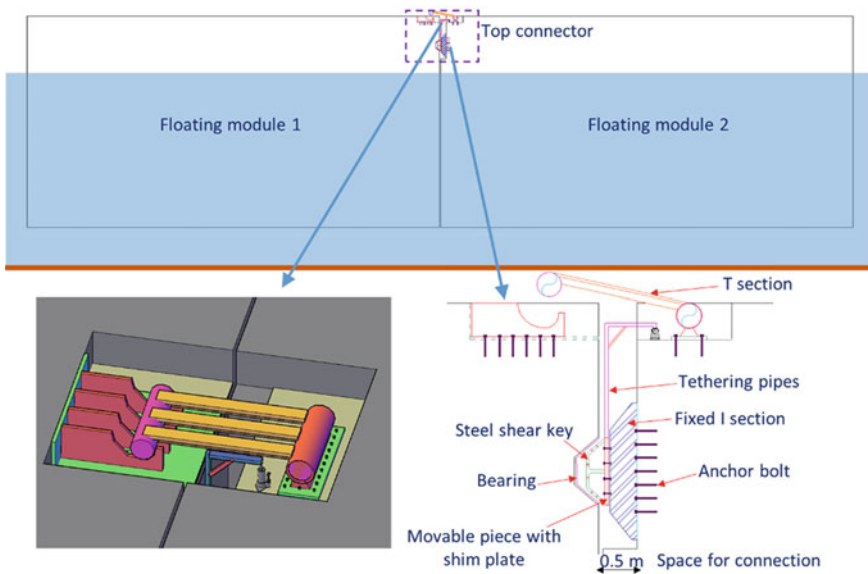 Top connector
Floating module 1
Floating module 2
T section
Tethering pipes
Fixed I section
Steel shear key
Anchor bolt
Bearing
Movable piece with
shim plate
0.5 m
Space for connection